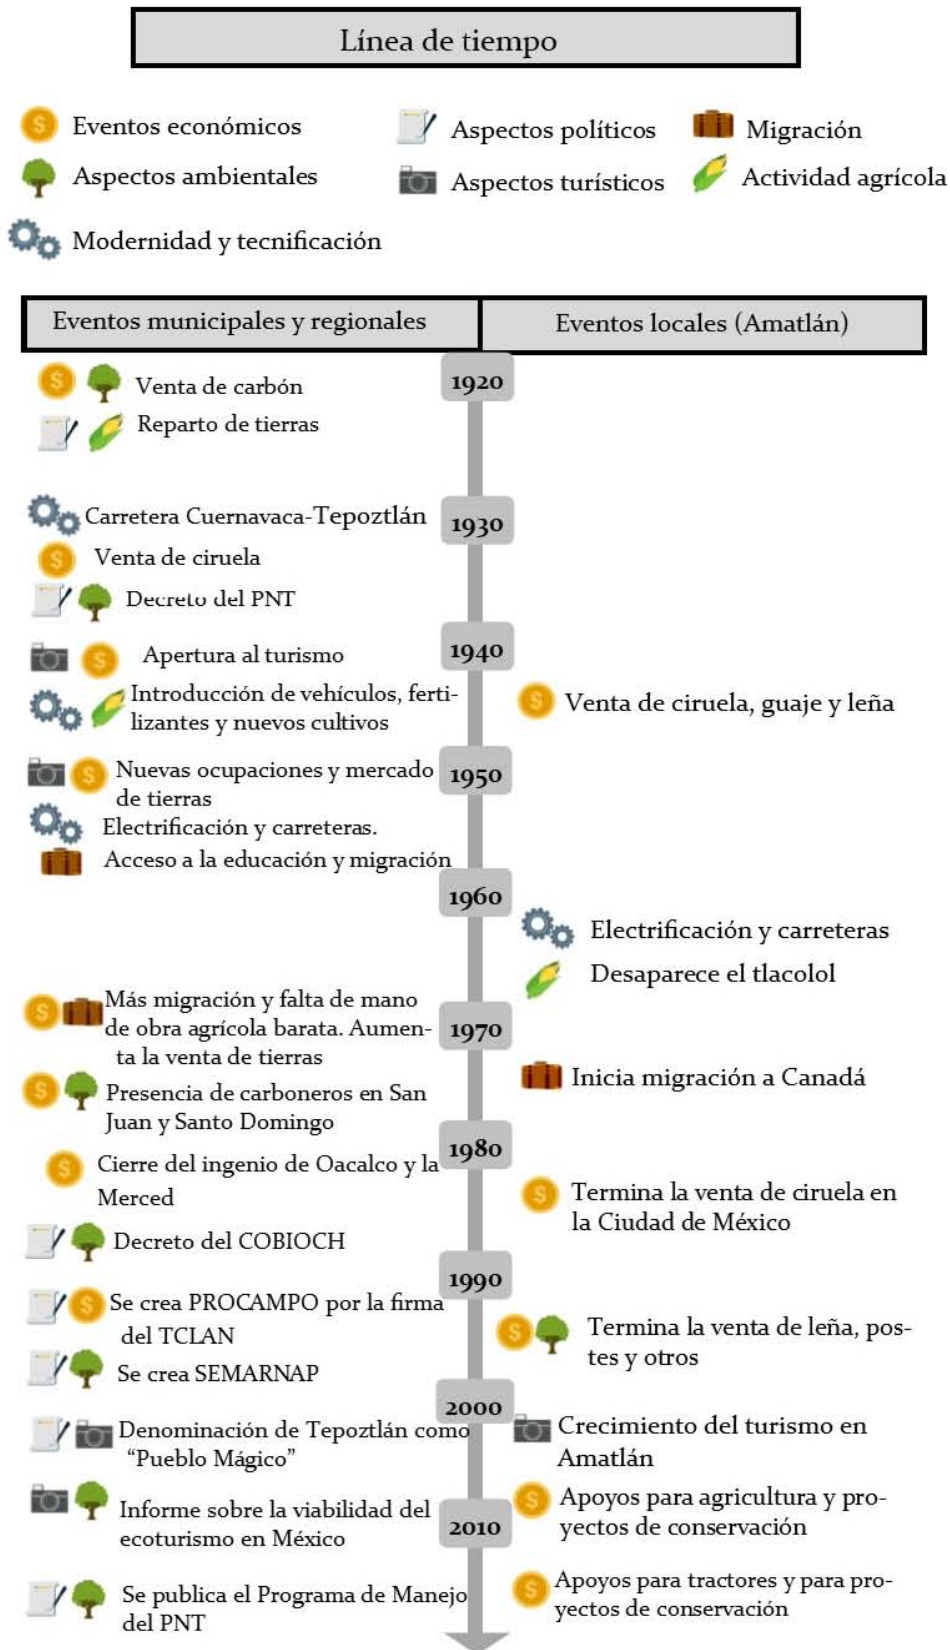 Línea de tiempo
Eventos económicos
Aspectos políticos
Migración
Aspectos ambientales
Aspectos turísticos
Actividad agrícola
Modernidad y tecnificación
Eventos municipales y regionales
Eventos locales (Amatlán)
1920
Venta de carbón
Reparto de tierras
1930
Carretera Cuernavaca-Tepoztlán
Venta de ciruela
Decreto del PNT
1940
Apertura al turismo
Introducción de vehículos, ferti-
lizantes y nuevos cultivos
Venta de ciruela, guaje y leña
1950
Nuevas ocupaciones y mercado
de tierras
Electrificación y carreteras.
Acceso a la educación y migración
1960
Electrificación y carreteras
Desaparece el tlacolol
Más migración y falta de mano
de obra agrícola barata. Aumen-
ta la venta de tierras
1970
Inicia migración a Canadá
Presencia de carboneros en San
Juan y Santo Domingo
1980
Cierre del ingenio de Oacalco y la
Merced
Termina la venta de ciruela en
la Ciudad de México
Decreto del COBIOCH
1990
Se crea PROCAMPO por la firma
del TCLAN
Termina la venta de leña, pos-
tes y otros
Se crea SEMARNAP
2000
Denominación de Tepoztlán como
“Pueblo Mágico”
Crecimiento del turismo en
Amatlán
Informe sobre la viabilidad del
ecoturismo en México
Apoyos para agricultura y pro-
yectos de conservación
2010
Se publica el Programa de Manejo
del PNT
Apoyos para tractores y para pro-
yectos de conservación